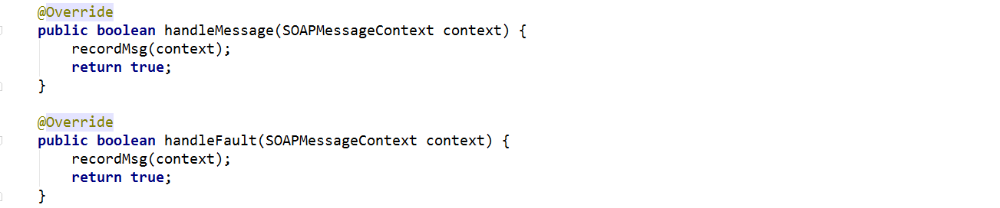 @Override
public boolean handleMessage(SOAPMessageContext context) {
recordMsg(context);
return true;
}
@Override
public boolean handleFault(SOAPMessageContext context) {
recordMsg(context);
return true;
}